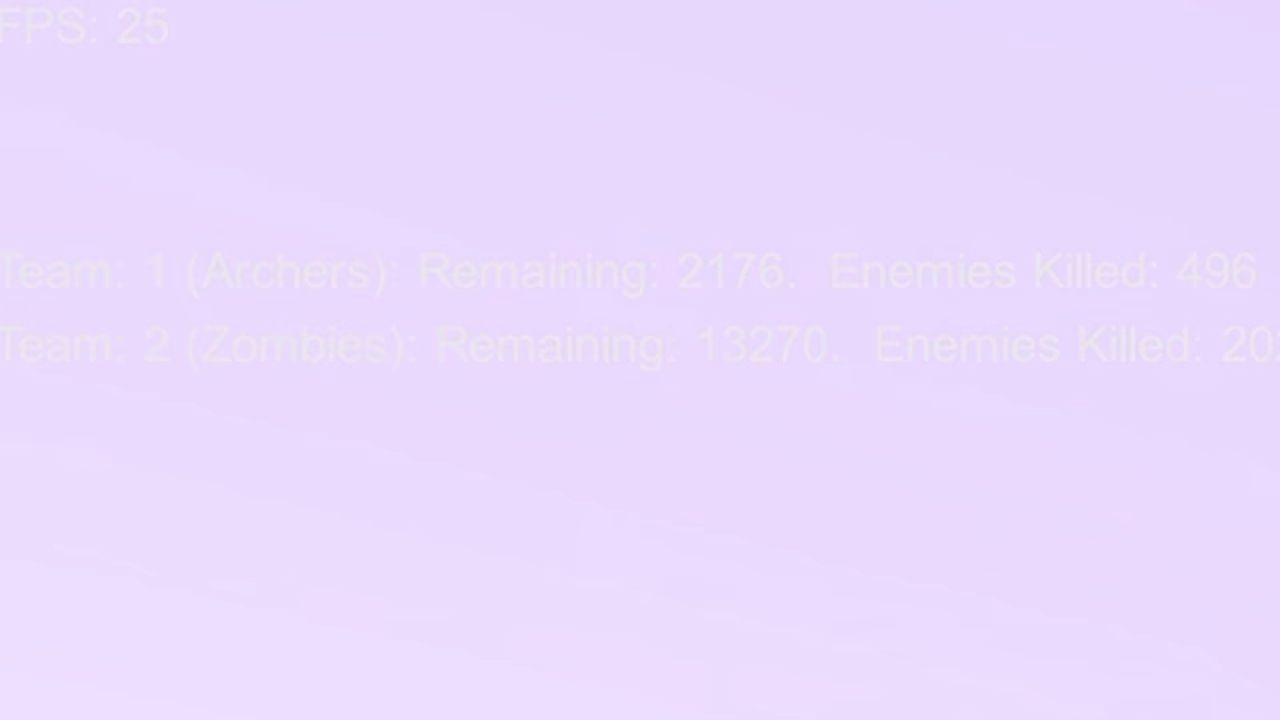 FPS: 25
Team: 1 (Archers): Remaining: 2176. Enemies Killed: 496
Team: 2 (Zombies): Remaining: 13270. Enemies Killed: